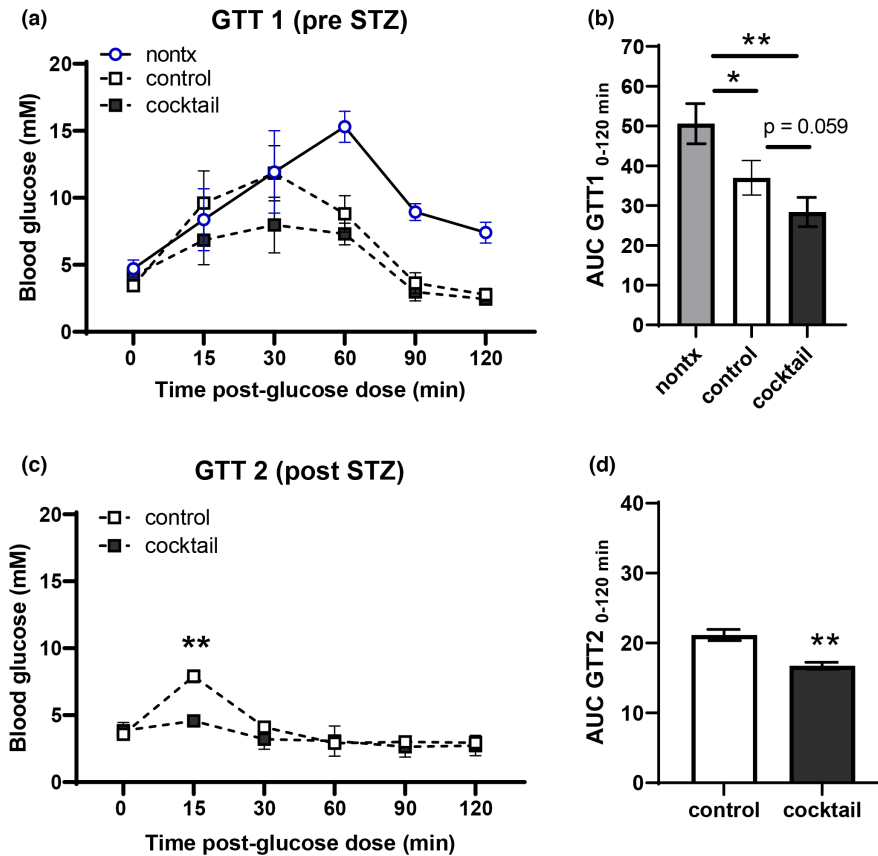 (a)
GTT 1 (pre STZ)
nontx
control
cocktail
Blood glucose (mM)
20
15
10
5
0
0 15 30 60 90 120
Time post-glucose dose (min)
(b)
**
*
p = 0.059
AUC GTT1 0-120 min
70
60
50
40
30
20
10
0
nontx
control
cocktail
(c)
GTT 2 (post STZ)
control
cocktail
**
Blood glucose (mM)
20
15
10
5
0
0 15 30 60 90 120
Time post-glucose dose (min)
(d)
**
AUC GTT2 0-120 min
40
30
20
10
0
control cocktail